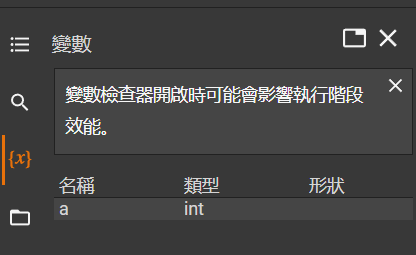 變數
變數檢查器開啟時可能會影響執行階段
效能。
{x}
名稱 類型 形狀
a int